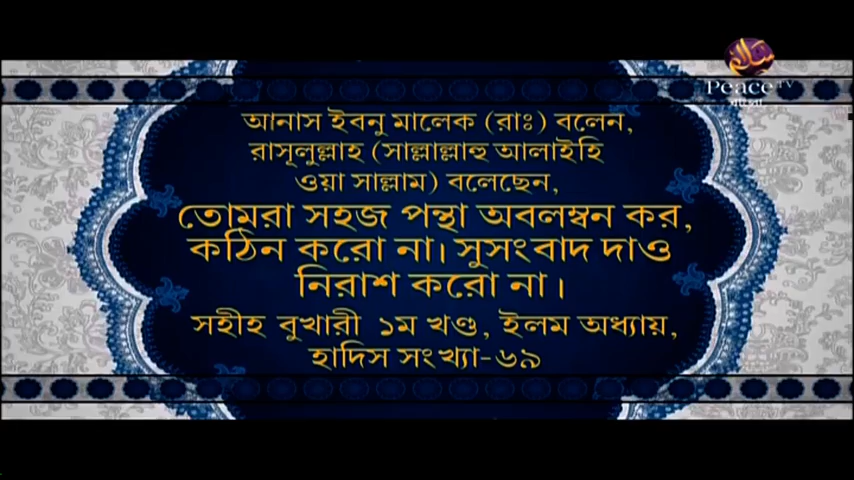 سلام
Peace TV
বাংলা
আনাস ইবনু মালেক (রাঃ) বলেন,
রাসূলুল্লাহ (সাল্লাল্লাহু আলাইহি
ওয়া সাল্লাম) বলেছেন,
তোমরা সহজ পন্থা অবলম্বন কর,
কঠিন করো না। সুসংবাদ দাও
নিরাশ করো না।
সহীহ বুখারী ১ম খণ্ড, ইলম অধ্যায়,
হাদিস সংখ্যা-৬৯